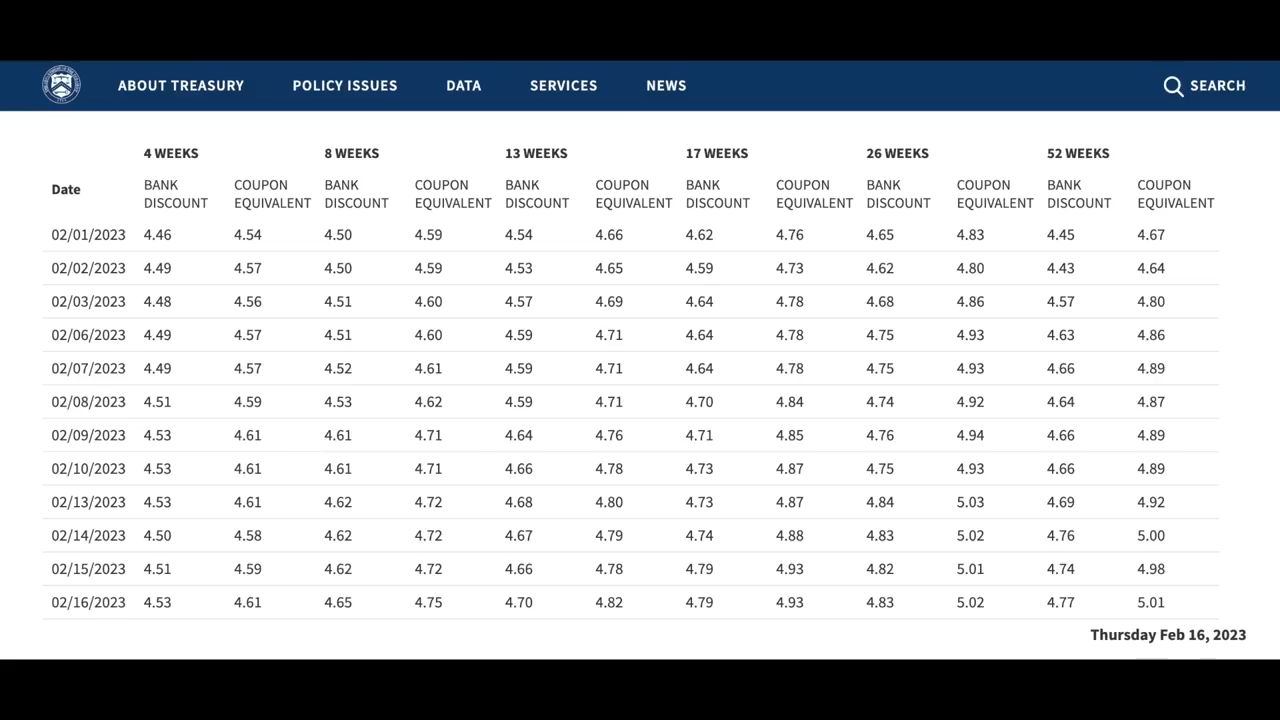 ABOUT TREASURY POLICY ISSUES DATA SERVICES NEWS SEARCH
4 WEEKS 8 WEEKS 13 WEEKS 17 WEEKS 26 WEEKS 52 WEEKS
Date BANK DISCOUNT COUPON EQUIVALENT BANK DISCOUNT COUPON EQUIVALENT BANK DISCOUNT COUPON EQUIVALENT BANK DISCOUNT COUPON EQUIVALENT BANK DISCOUNT COUPON EQUIVALENT BANK DISCOUNT COUPON EQUIVALENT
02/01/2023 4.46 4.54 4.50 4.59 4.54 4.66 4.62 4.76 4.65 4.83 4.45 4.67
02/02/2023 4.49 4.57 4.50 4.59 4.53 4.65 4.59 4.73 4.62 4.80 4.43 4.64
02/03/2023 4.48 4.56 4.51 4.60 4.57 4.69 4.64 4.78 4.68 4.86 4.57 4.80
02/06/2023 4.49 4.57 4.51 4.60 4.59 4.71 4.64 4.78 4.75 4.93 4.63 4.86
02/07/2023 4.49 4.57 4.52 4.61 4.59 4.71 4.64 4.78 4.75 4.93 4.66 4.89
02/08/2023 4.51 4.59 4.53 4.62 4.59 4.71 4.70 4.84 4.74 4.92 4.64 4.87
02/09/2023 4.53 4.61 4.61 4.71 4.64 4.76 4.71 4.85 4.76 4.94 4.66 4.89
02/10/2023 4.53 4.61 4.61 4.71 4.66 4.78 4.73 4.87 4.75 4.93 4.66 4.89
02/13/2023 4.53 4.61 4.62 4.72 4.68 4.80 4.73 4.87 4.84 5.03 4.69 4.92
02/14/2023 4.50 4.58 4.62 4.72 4.67 4.79 4.74 4.88 4.83 5.02 4.76 5.00
02/15/2023 4.51 4.59 4.62 4.72 4.66 4.78 4.79 4.93 4.82 5.01 4.74 4.98
02/16/2023 4.53 4.61 4.65 4.75 4.70 4.82 4.79 4.93 4.83 5.02 4.77 5.01
Thursday Feb 16, 2023